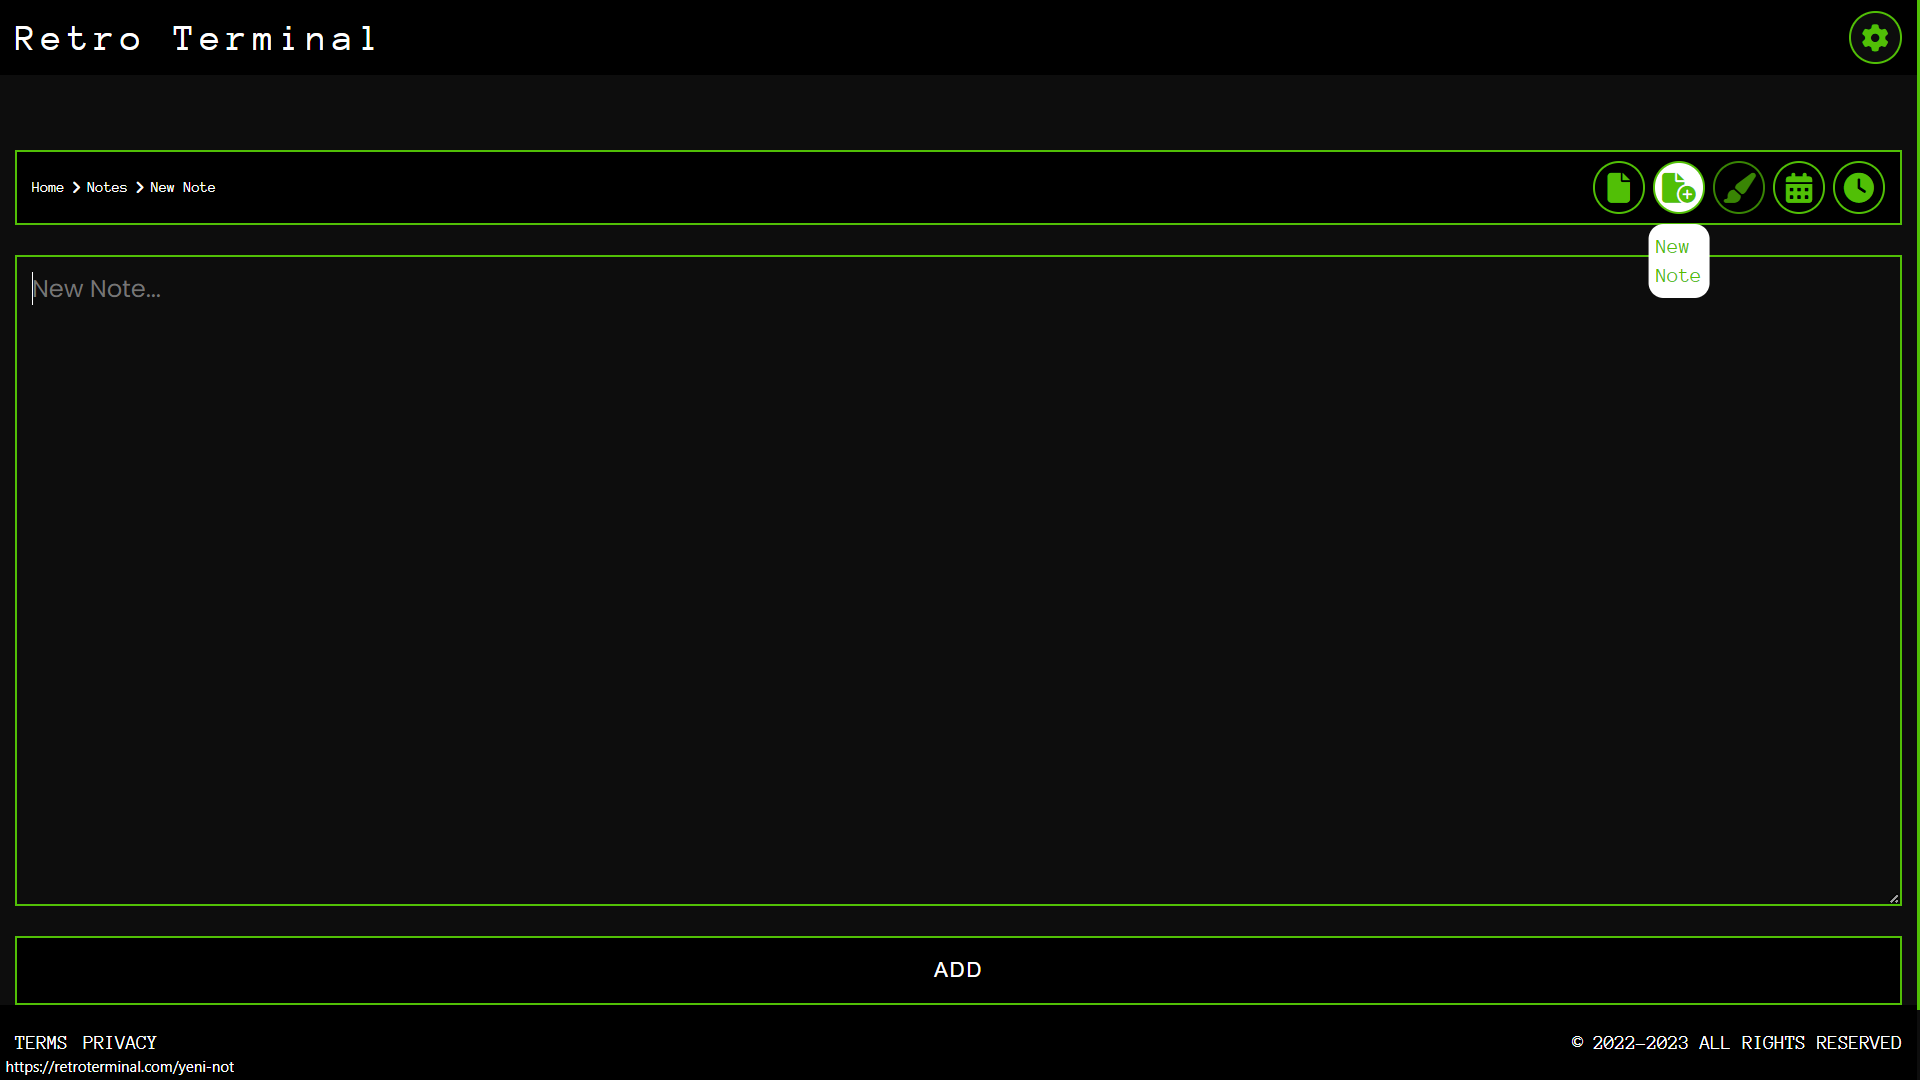 Retro Terminal
Home > Notes > New Note
New
Note
New Note...
ADD
TERMS PRIVACY
© 2022-2023 ALL RIGHTS RESERVED
https://retroterminal.com/yeni-not